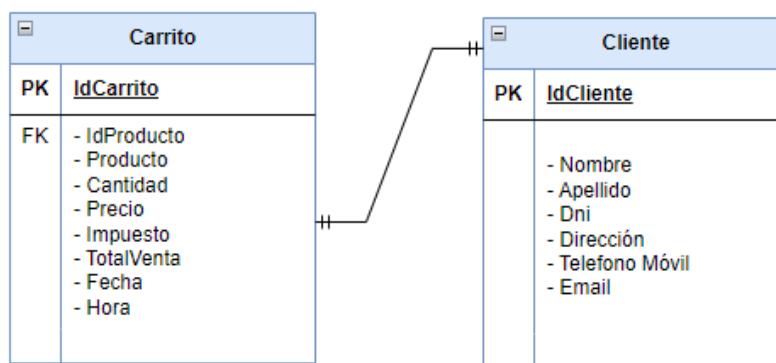 Carrito
PK IdCarrito
FK - IdProducto
- Producto
- Cantidad
- Precio
- Impuesto
- TotalVenta
- Fecha
- Hora
Cliente
PK IdCliente
- Nombre
- Apellido
- Dni
- Dirección
- Telefono Móvil
- Email